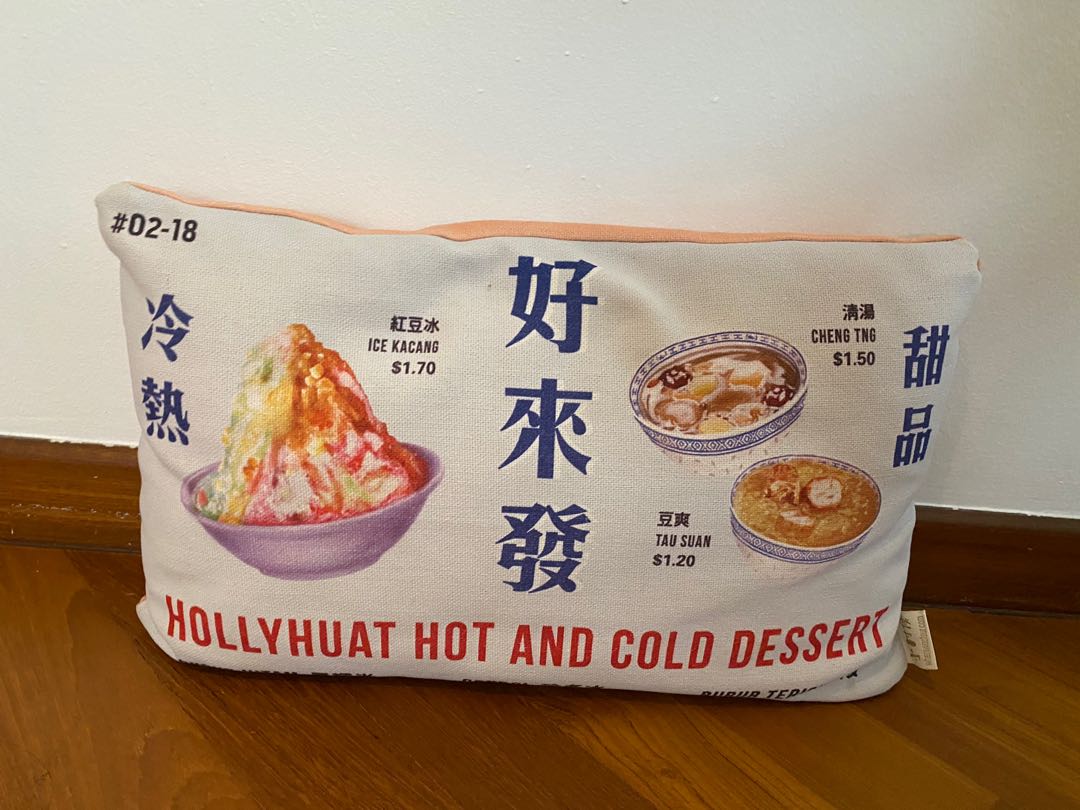 #02-18
冷熱
紅豆冰
ICE KACANG
$1.70
好來發
清湯
CHENG TNG
$1.50
甜品
豆爽
TAU SUAN
$1.20
HOLLYHUAT HOT AND COLD DESSERT
BUBUR